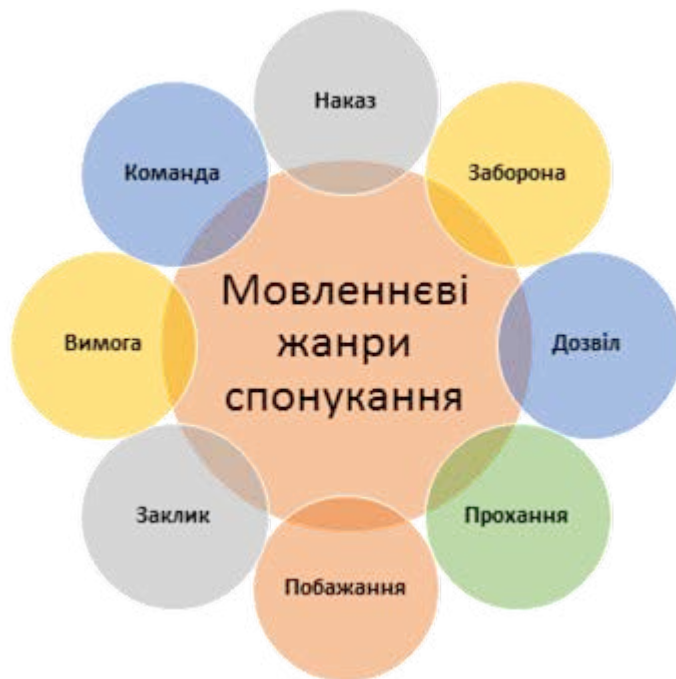 Наказ
Заборона
Дозвіл
Прохання
Побажання
Заклик
Вимога
Команда
Мовленнєві
жанри
спонукання